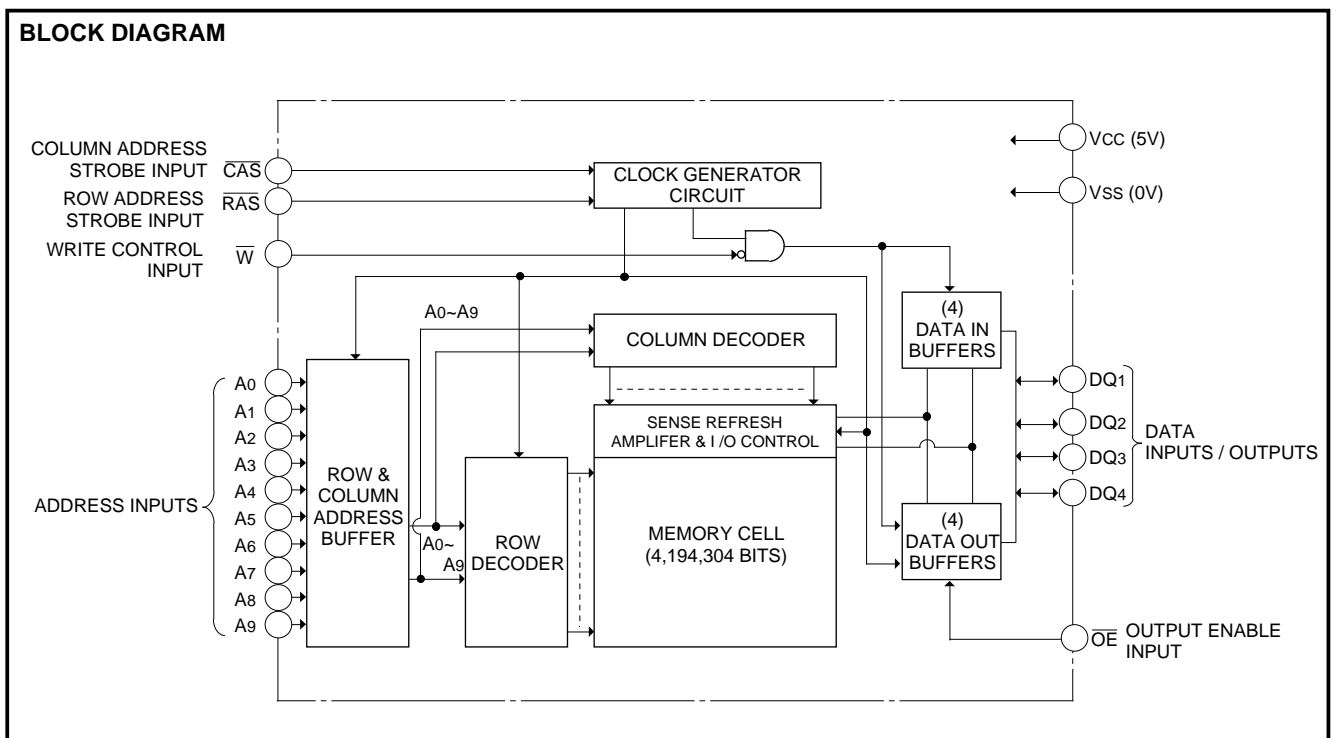 BLOCK DIAGRAM
COLUMN ADDRESS
STROBE INPUT
CAS
ROW ADDRESS
STROBE INPUT
RAS
WRITE CONTROL
INPUT
W
CLOCK GENERATOR
CIRCUIT
VCC (5V)
VSS (0V)
A0~A9
COLUMN DECODER
(4)
DATA IN
BUFFERS
SENSE REFRESH
AMPLIFER & I /O CONTROL
ADDRESS INPUTS
A0
A1
A2
A3
A4
A5
A6
A7
A8
A9
ROW &
COLUMN
ADDRESS
BUFFER
A0~
A9
ROW
DECODER
MEMORY CELL
(4,194,304 BITS)
(4)
DATA OUT
BUFFERS
DQ1
DQ2
DQ3
DQ4
DATA
INPUTS / OUTPUTS
OE
OUTPUT ENABLE
INPUT